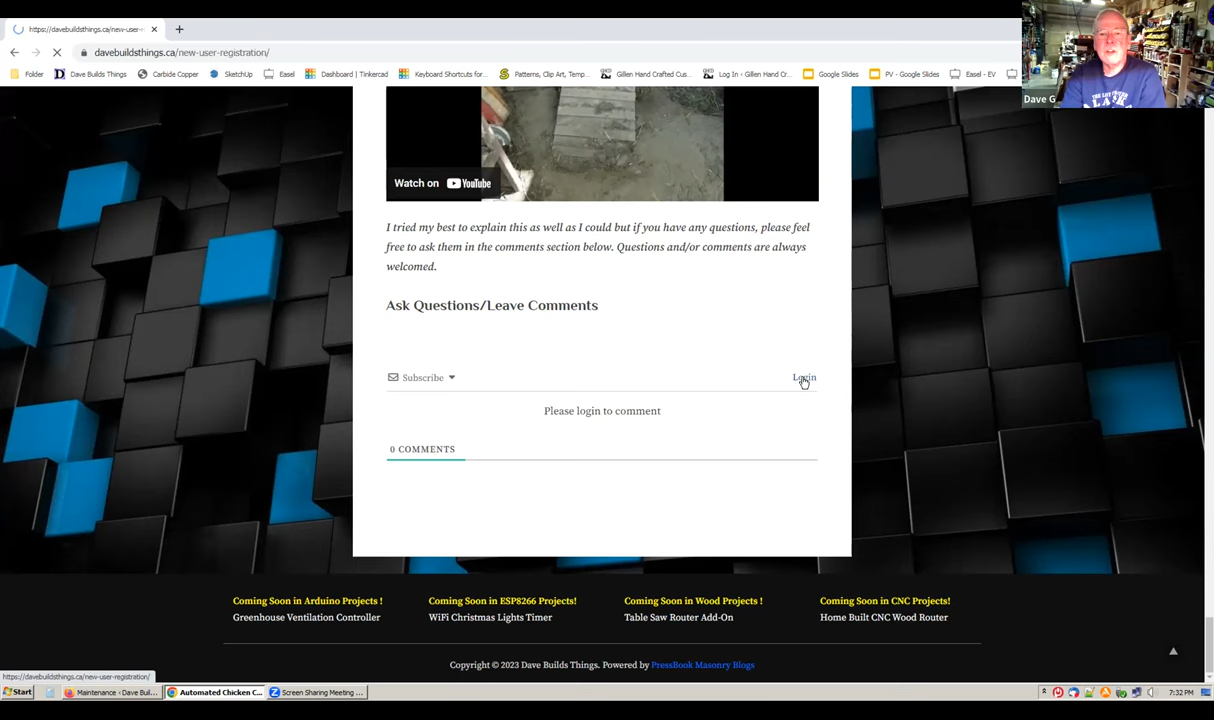 https://davebuildsthings.ca/new-user-
davebuildsthings.ca/new-user-registration/
Folder
Dave Builds Things
Carbide Copper
SketchUp
Easel
Dashboard | Tinkercad
Keyboard Shortcuts for...
Patterns, Clip Art, Temp...
Gillen Hand Crafted Cus...
Log In ‹ Gillen Hand Cr...
Google Slides
PV - Google Slides
Easel - EV
Dave G
Watch on YouTube
I tried my best to explain this as well as I could but if you have any questions, please feel
free to ask them in the comments section below. Questions and/or comments are always
welcomed.
Ask Questions/Leave Comments
Subscribe
Login
Please login to comment
0 COMMENTS
Coming Soon in Arduino Projects ! Coming Soon in ESP8266 Projects! Coming Soon in Wood Projects ! Coming Soon in CNC Projects!
Greenhouse Ventilation Controller WiFi Christmas Lights Timer Table Saw Router Add-On Home Built CNC Wood Router
Copyright © 2023 Dave Builds Things. Powered by PressBook Masonry Blogs
https://davebuildsthings.ca/new-user-registration/
Start
Maintenance ‹ Dave Buil...
Automated Chicken C...
Screen Sharing Meeting ...
7:32 PM